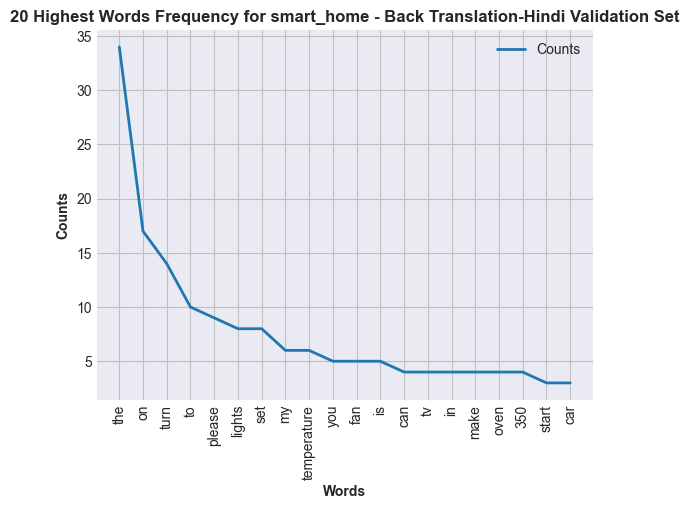 20 Highest Words Frequency for smart_home - Back Translation-Hindi Validation Set
Counts
35
30
25
20
15
10
5
Counts
the
on
turn
to
please
lights
set
my
temperature
you
fan
is
can
tv
in
make
oven
350
start
car
Words